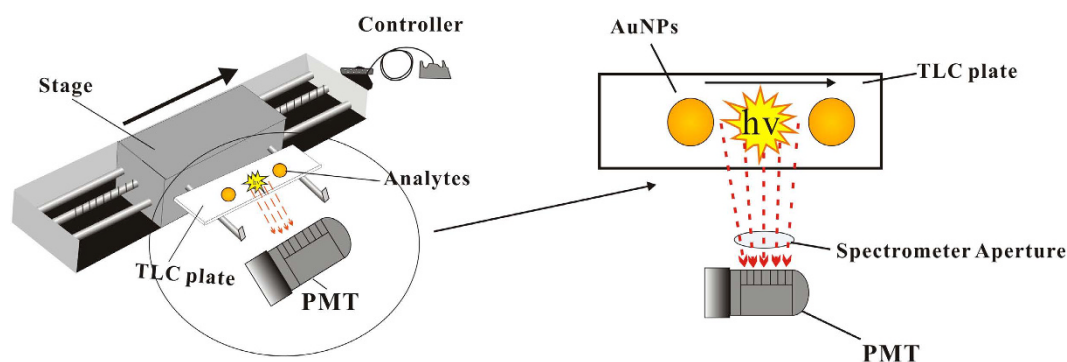 Controller
Stage
Analytes
TLC plate
PMT
AuNPs
TLC plate
hv
Spectrometer Aperture
PMT